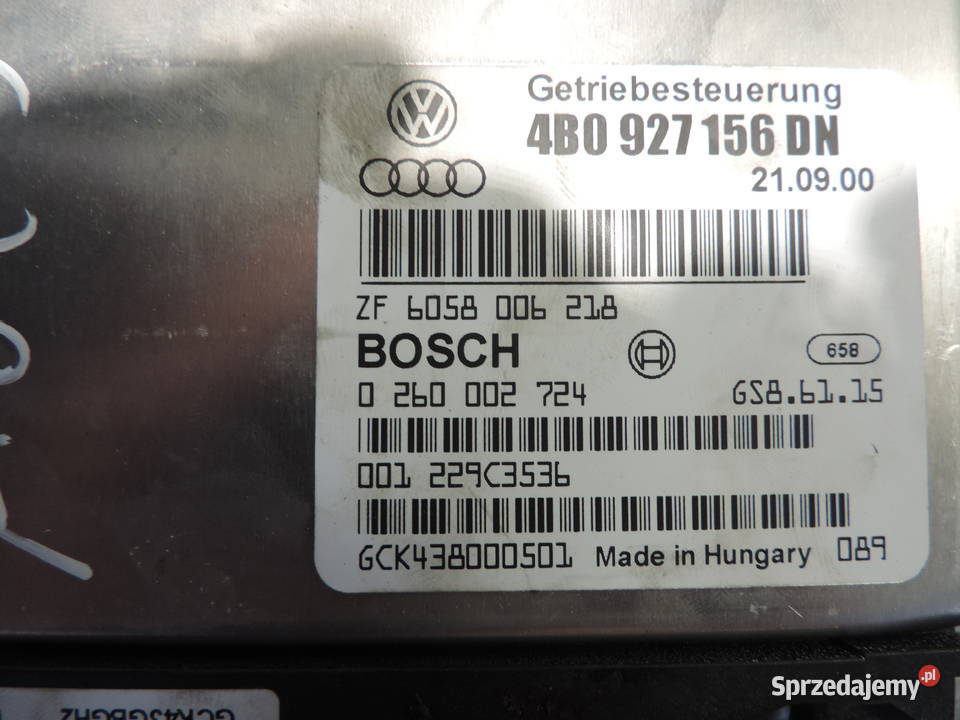 Getriebesteuerung
4B0 927 156 DN
21.09.00
ZF 6058 006 218
BOSCH
658
0 260 002 724 GS8.61.15
001 229C3536
GCK438000501 Made in Hungary 089
Sprzedajemy.pl